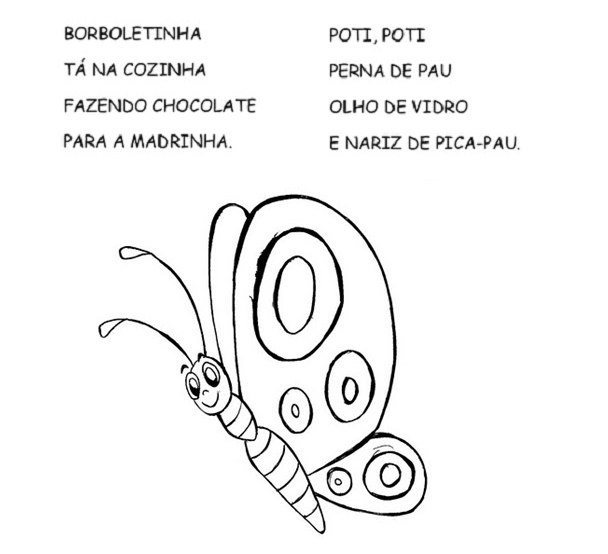 BORBOLETINHA
TÁ NA COZINHA
FAZENDO CHOCOLATE
PARA A MADRINHA.
POTI, POTI
PERNA DE PAU
OLHO DE VIDRO
E NARIZ DE PICA-PAU.